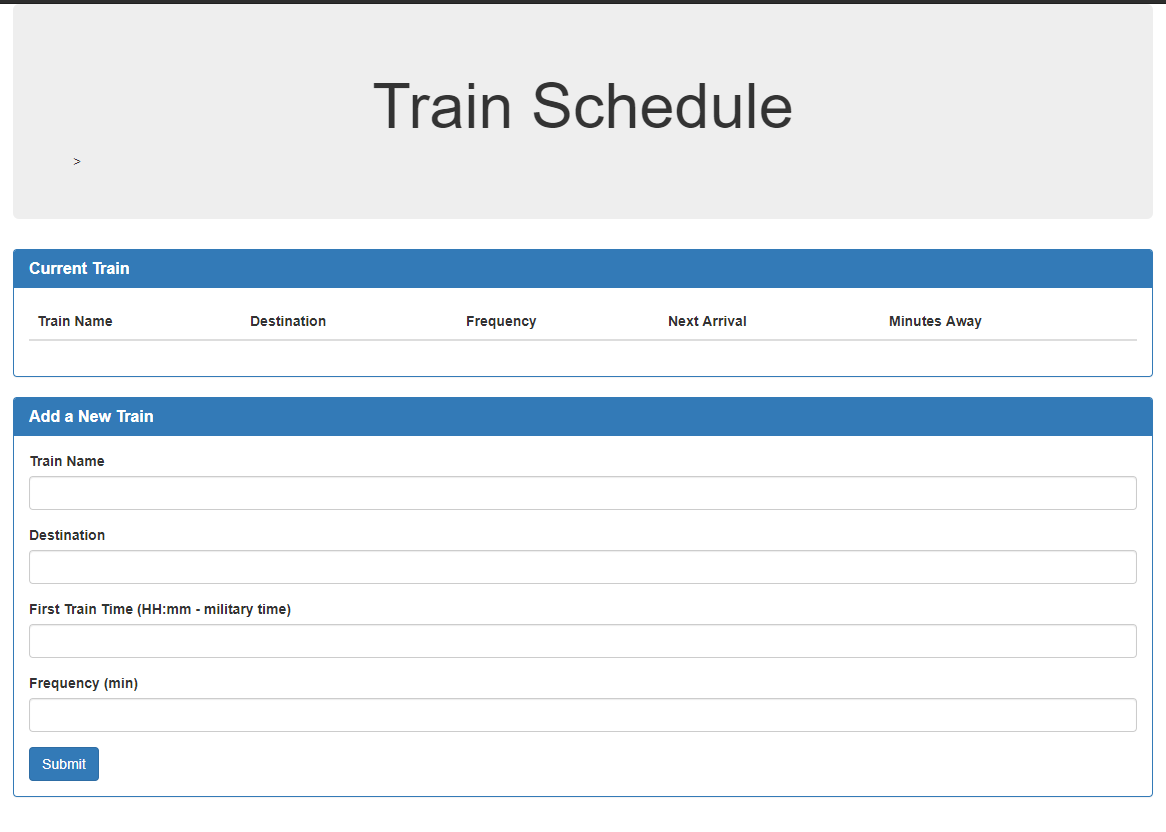 Train Schedule
>
Current Train
Train Name Destination Frequency Next Arrival Minutes Away
Add a New Train
Train Name
Destination
First Train Time (HH:mm - military time)
Frequency (min)
Submit